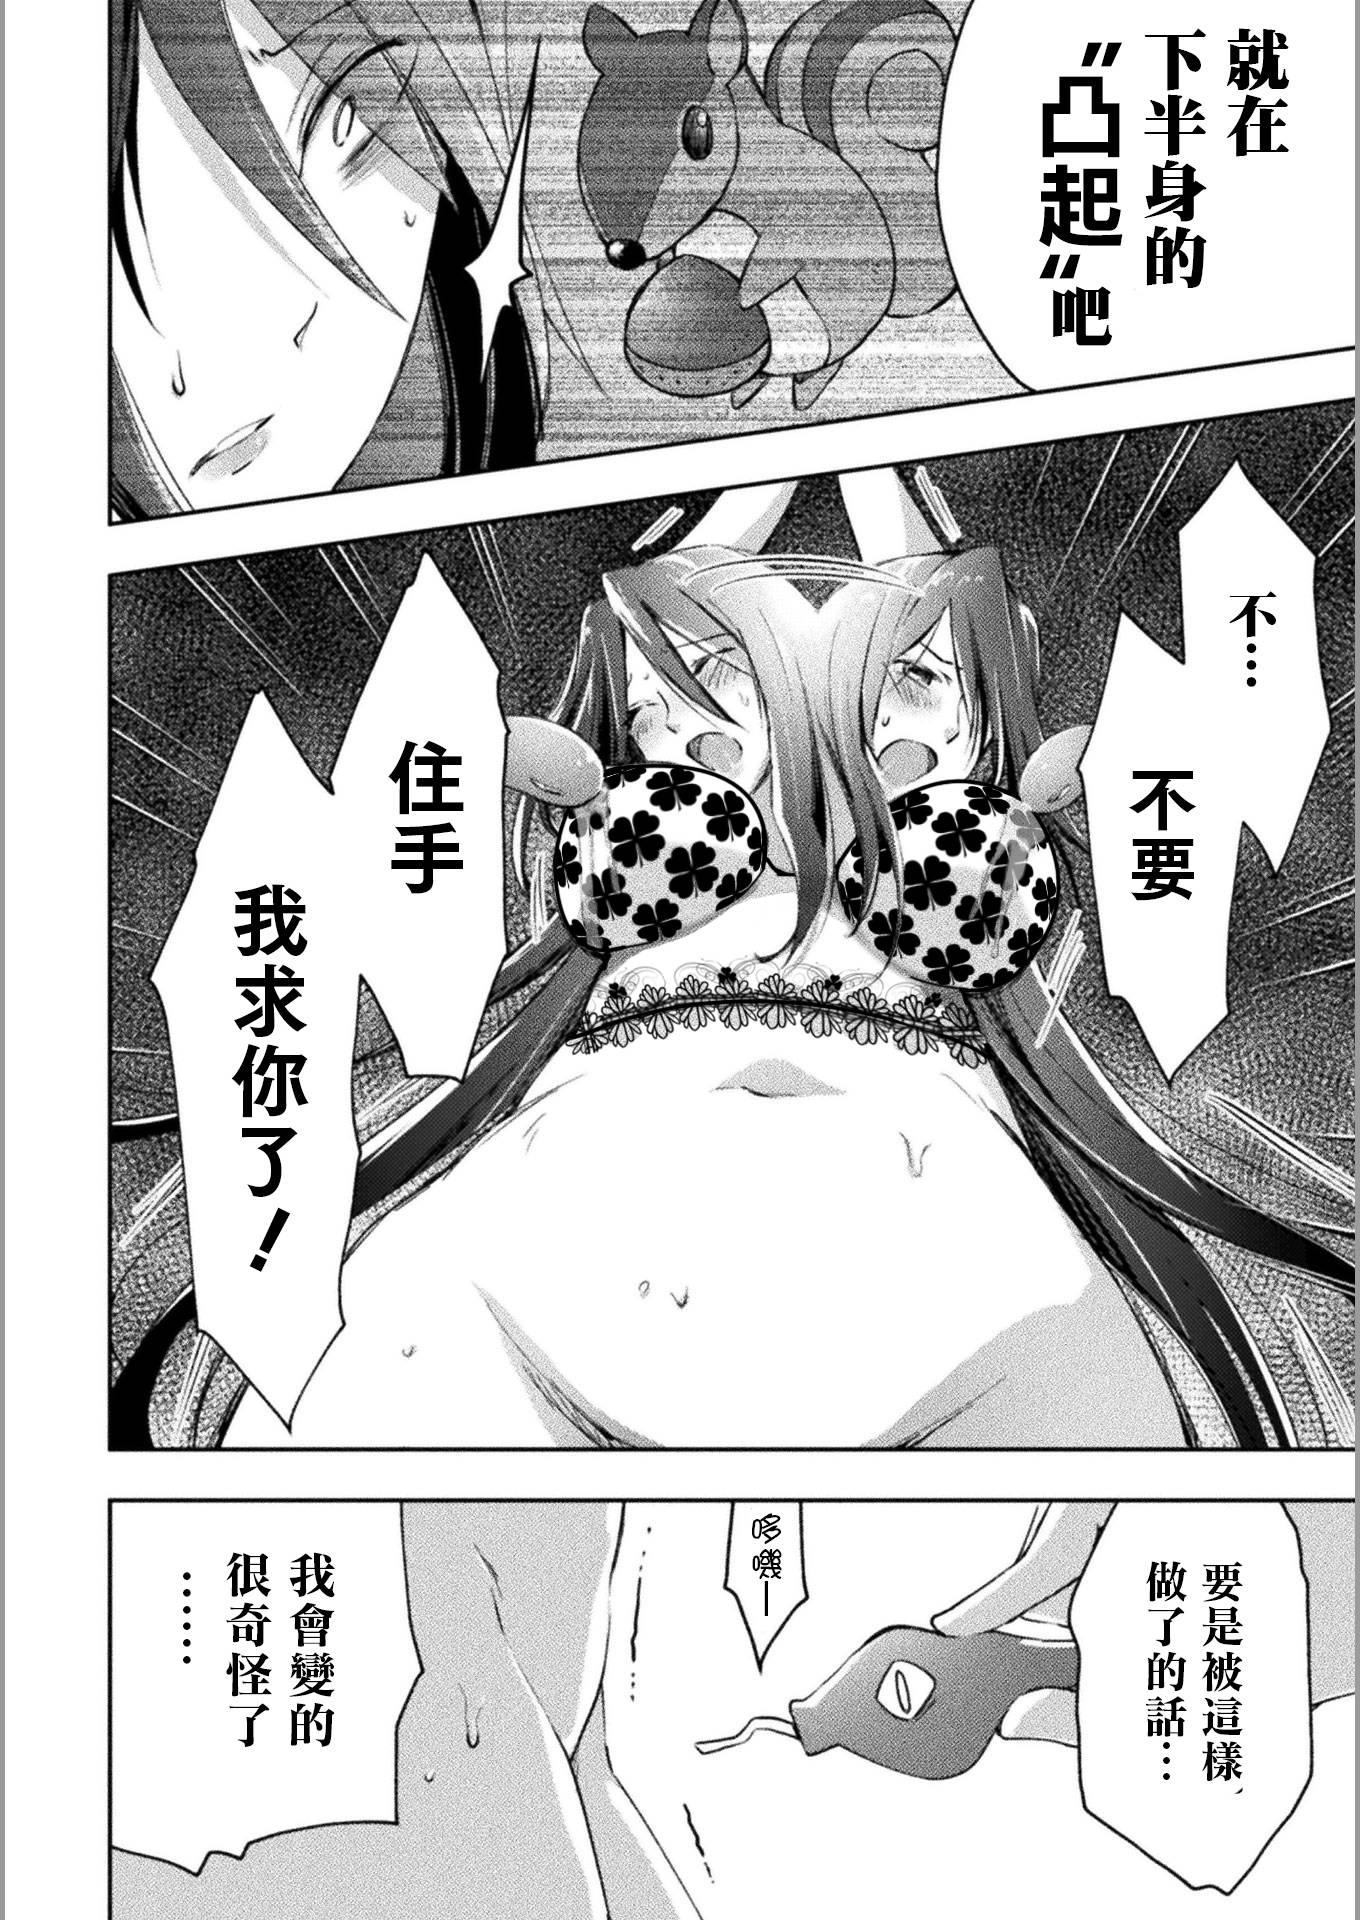 就在
下半身的
"凸起"吧
不…
不要
住手
我求你了！
要是被這樣
做了的話…
哆嘰—
我會變的
很奇怪了
……